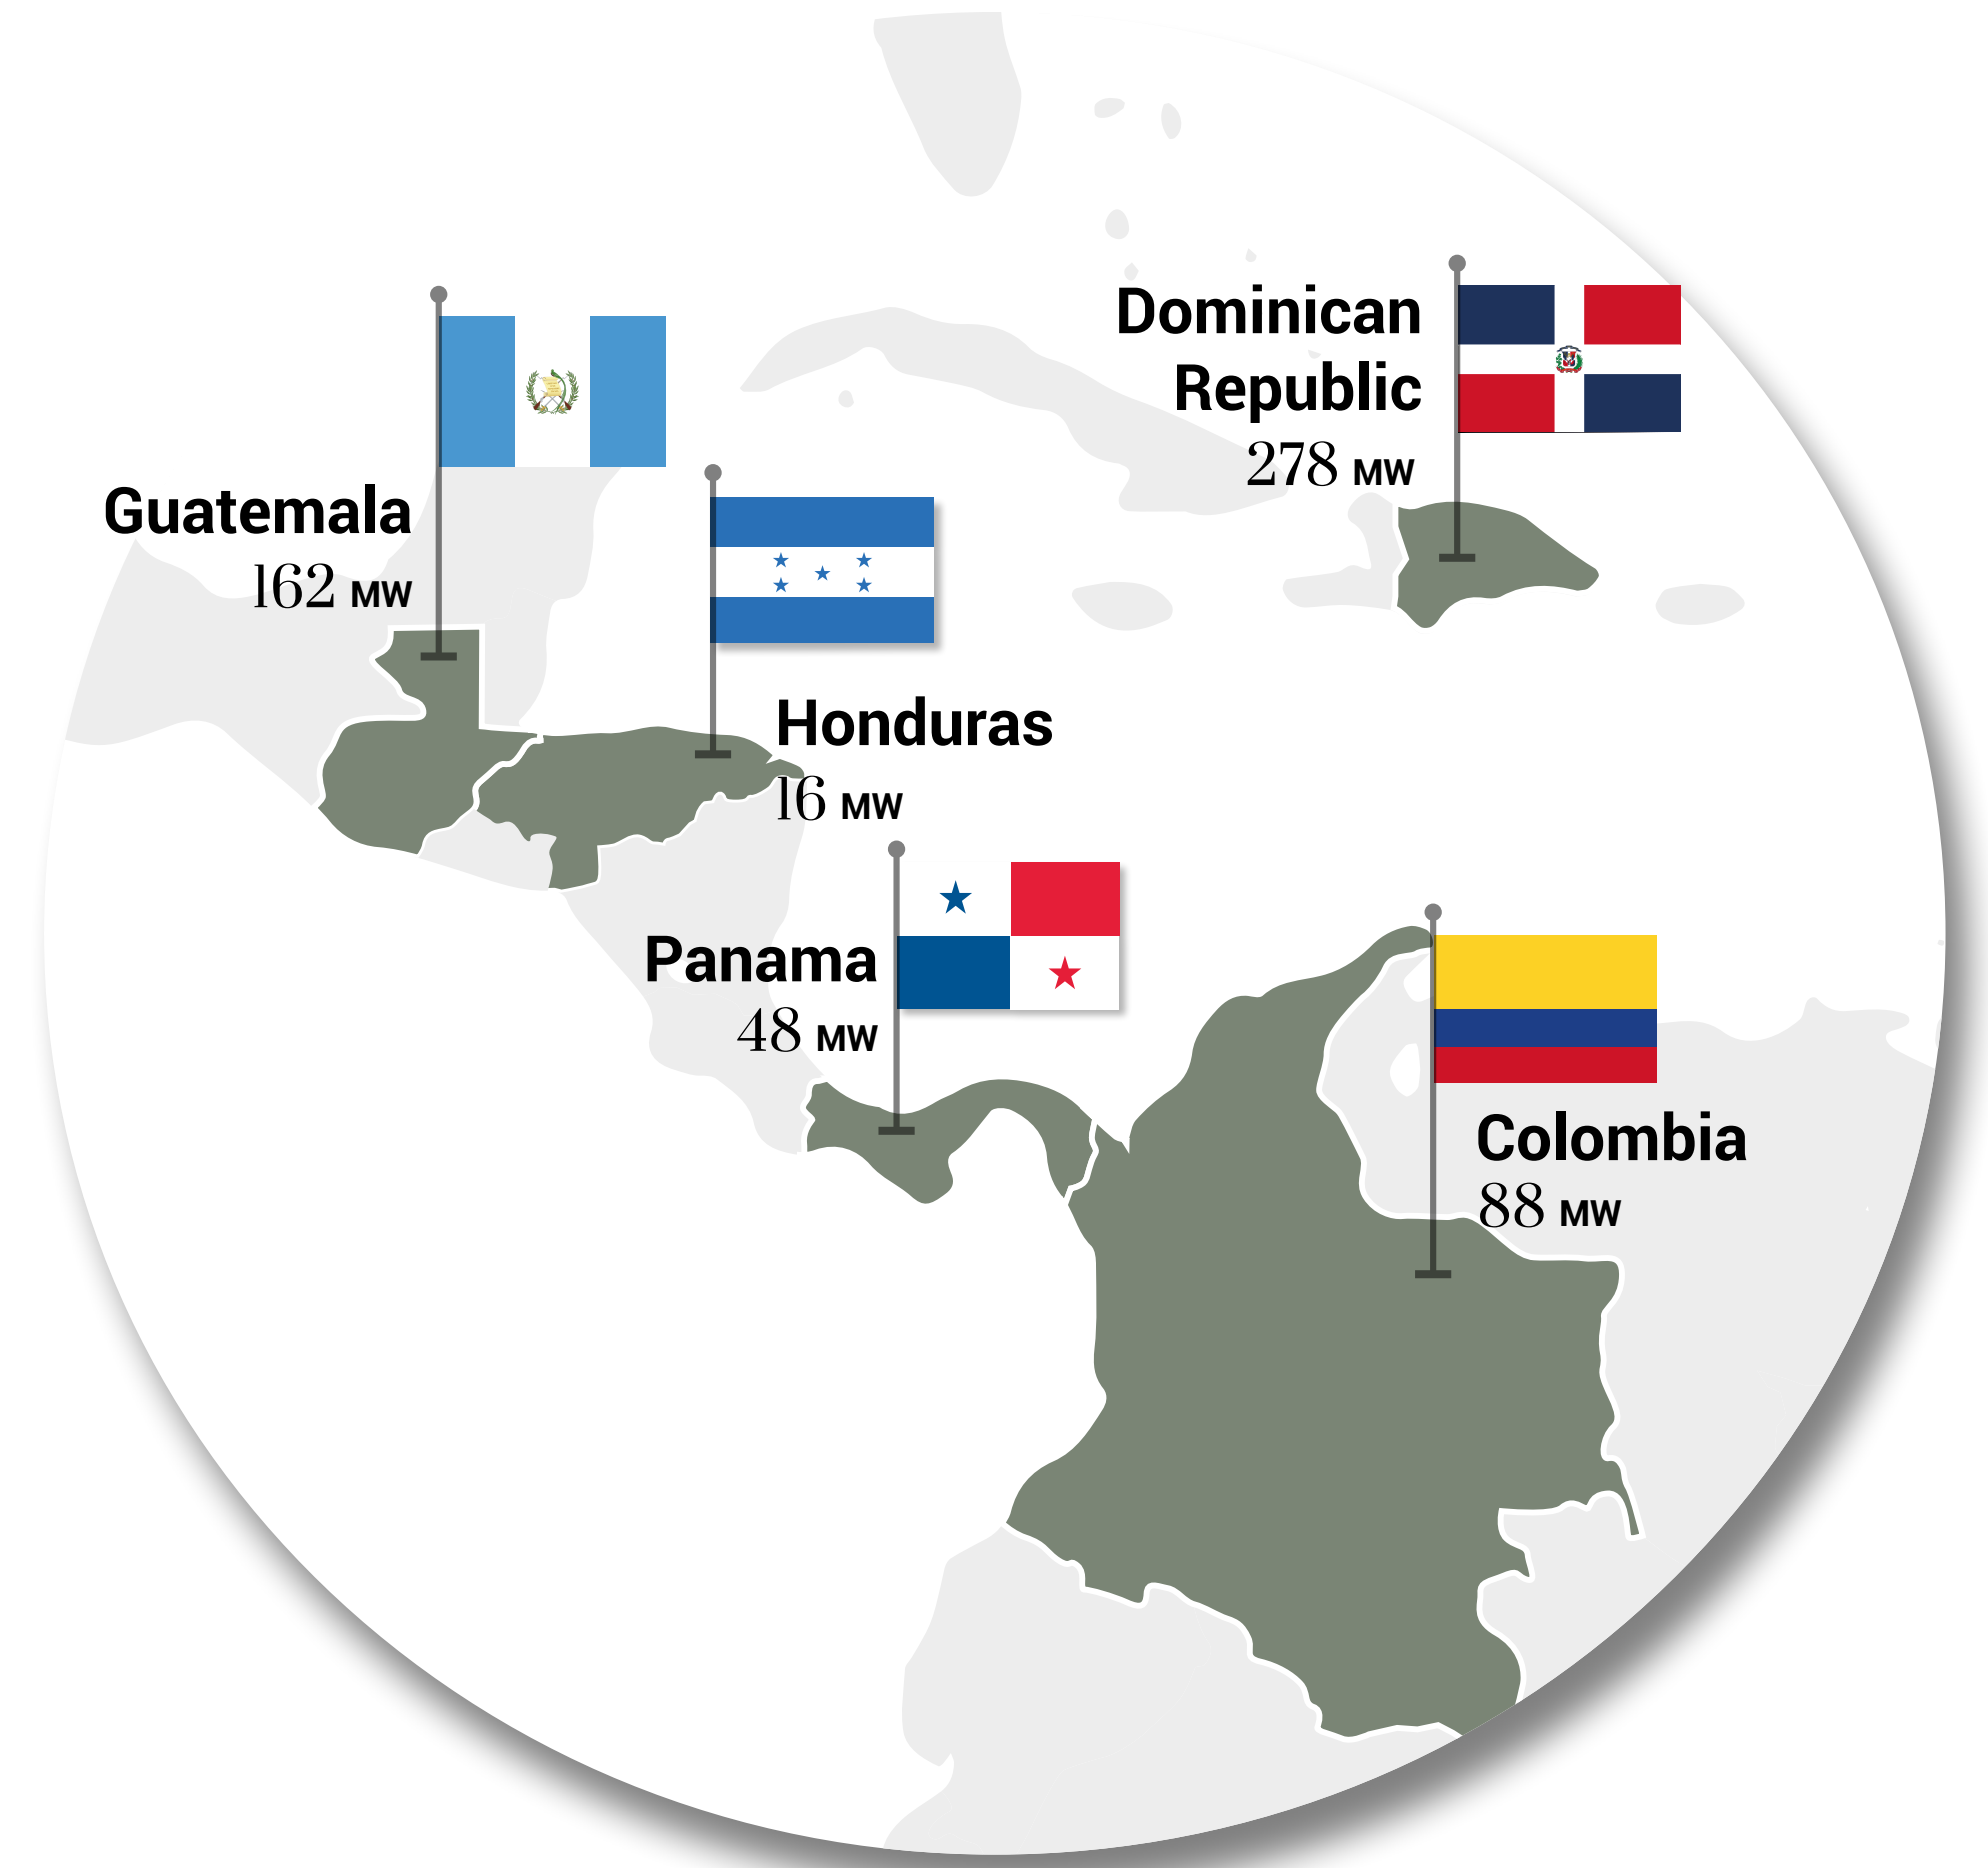 Dominican
Republic
278 MW
Guatemala
162 MW
Honduras
16 MW
Panama
48 MW
Colombia
88 MW